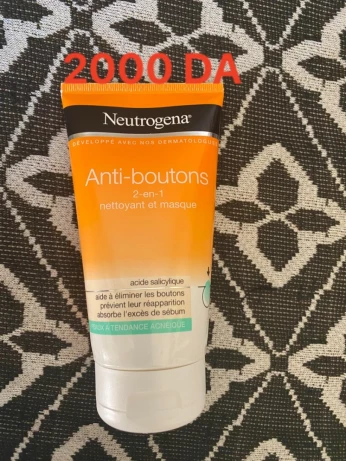 2000 DA
Neutrogena®
DÉVELOPPÉ AVEC NOS DERMATOLOGUES
Anti-boutons
2-en-1
nettoyant et masque
acide salicylique
aide à éliminer les boutons
prévient leur réapparition
absorbe l'excès de sébum
À TENDANCE ACNÉIQUE